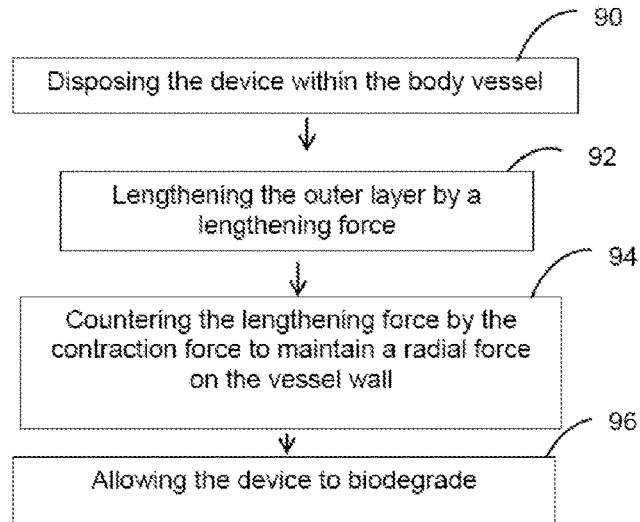 90
Disposing the device within the body vessel
92
Lengthening the outer layer by a
lengthening force
94
Countering the lengthening force by the
contraction force to maintain a radial force
on the vessel wall
96
Allowing the device to biodegrade